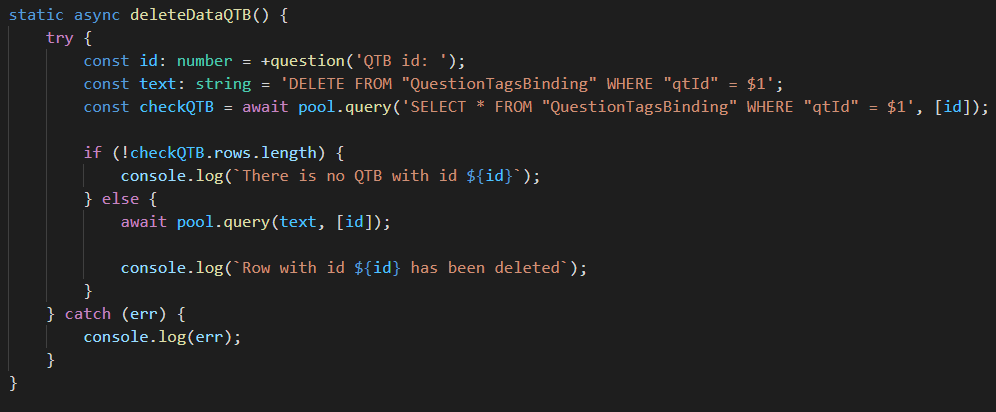 static async deleteDataQTB() {
    try {
        const id: number = +question('QTB id: ');
        const text: string = 'DELETE FROM "QuestionTagsBinding" WHERE "qtId" = $1';
        const checkQTB = await pool.query('SELECT * FROM "QuestionTagsBinding" WHERE "qtId" = $1', [id]);

        if (!checkQTB.rows.length) {
            console.log(`There is no QTB with id ${id}`);
        } else {
            await pool.query(text, [id]);

            console.log(`Row with id ${id} has been deleted`);
        }
    } catch (err) {
        console.log(err);
    }
}